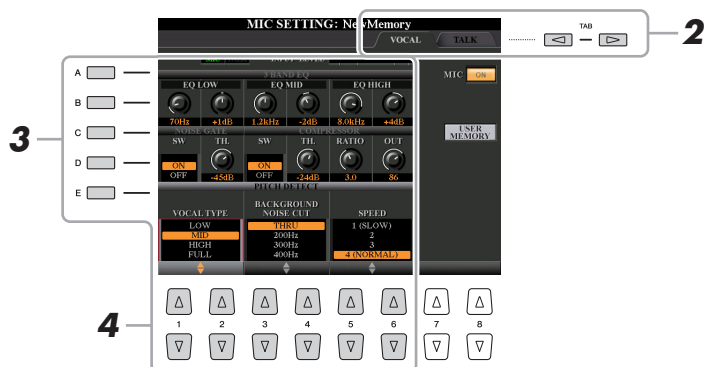 MIC SETTING: NewMemory
VOCAL TALK
TAB
2
MIC INPUT LEVEL
MIC ON
3 BAND EQ
EQ LOW EQ MID EQ HIGH
70Hz +1dB 1.2kHz -2dB 8.0kHz +4dB
NOISE GATE COMPRESSOR
SW TH. SW TH. RATIO OUT
ON ON
OFF -45dB OFF -24dB 3.0 86
USER
MEMORY
PITCH DETECT
VOCAL TYPE BACKGROUND NOISE CUT SPEED
LOW THRU 1 (SLOW)
MID 200Hz 2
HIGH 300Hz 3
FULL 400Hz 4 (NORMAL)
A
B
C
D
E
3
4
1 2 3 4 5 6 7 8